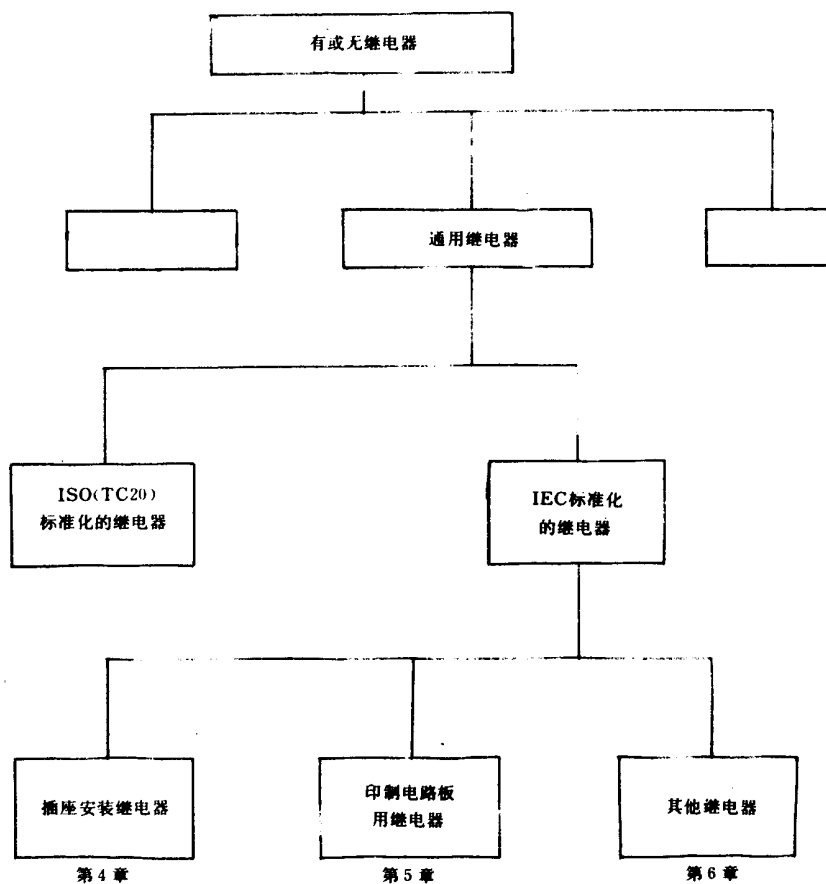 有或无继电器
通用继电器
ISO(TC20)
标准化的继电器
IEC标准化
的继电器
插座安装继电器
印制电路板
用继电器
其他继电器
第4章
第5章
第6章